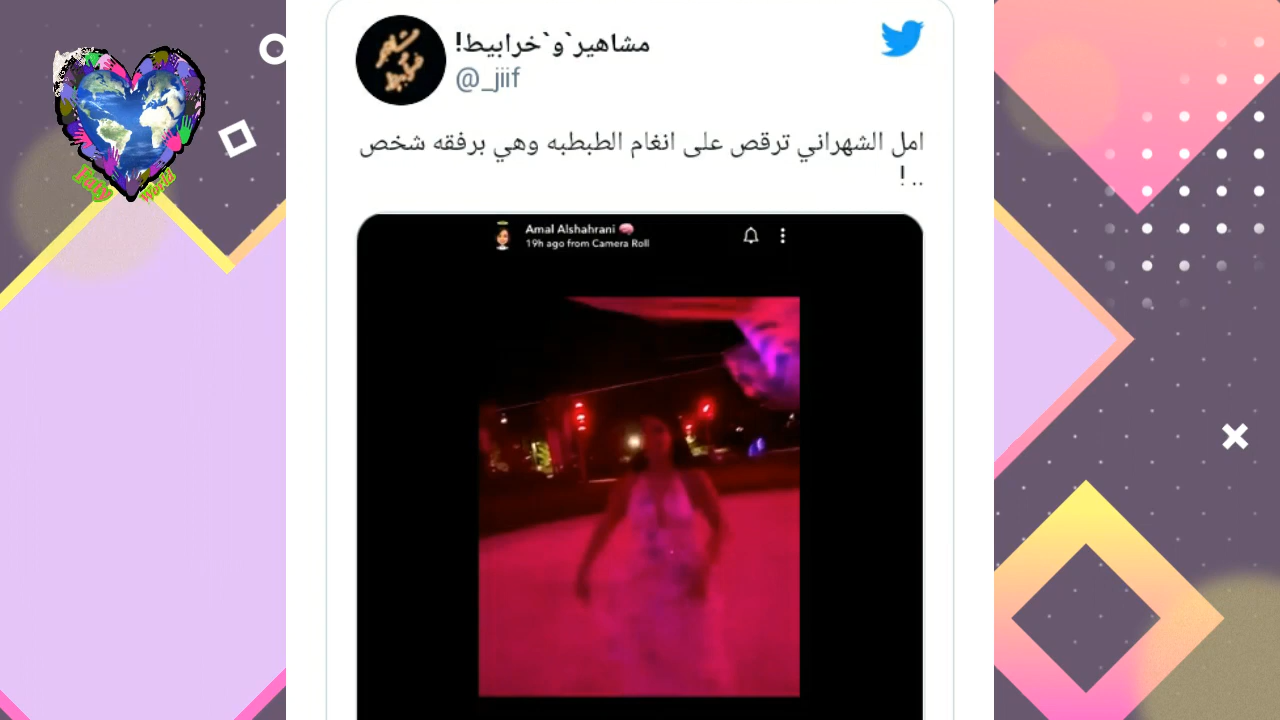 مشاهير`و`خرابيط!
@_jiif
امل الشهراني ترقص على انغام الطبطبه وهي برفقه شخص
.. !
Amal Alshahrani 🧠
19h ago from Camera Roll
World